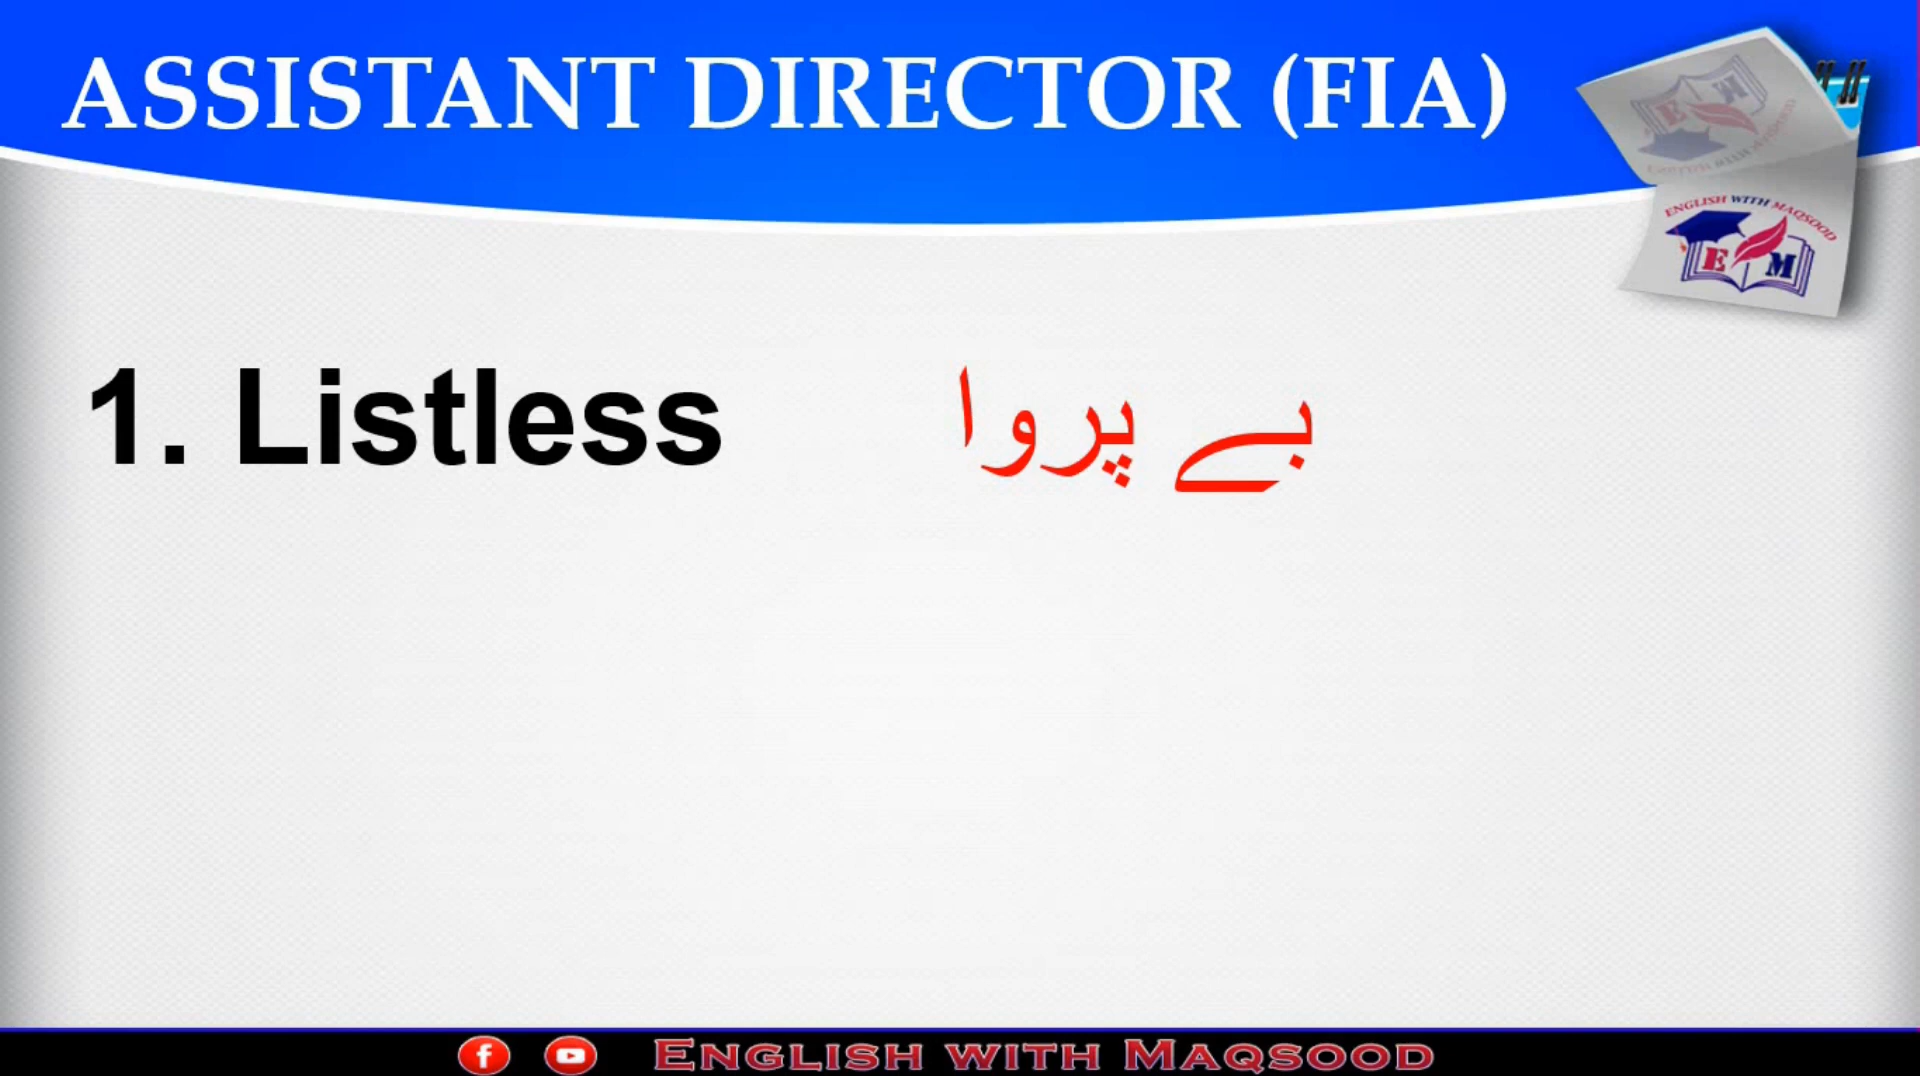 ASSISTANT DIRECTOR (FIA)
ENGLISH WITH MAQSOOD
E M
1. Listless بے پروا
ENGLISH WITH MAQSOOD